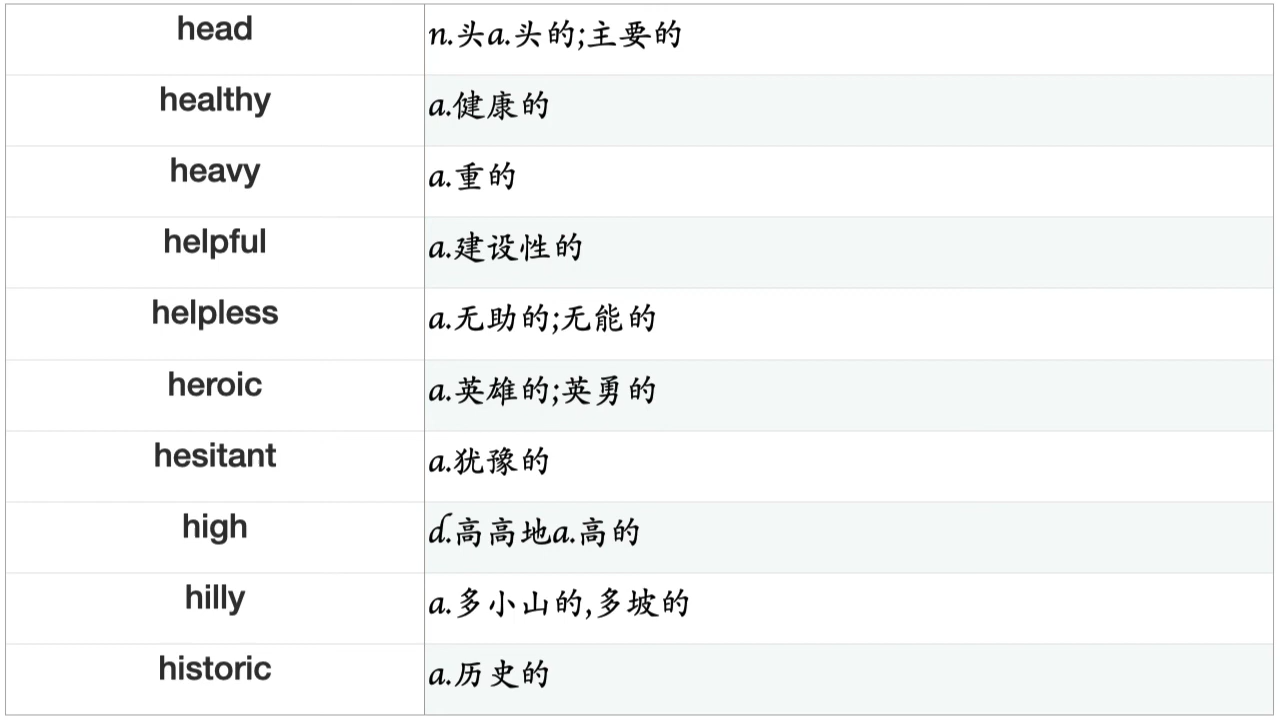 head n.头a.头的;主要的
healthy a.健康的
heavy a.重的
helpful a.建设性的
helpless a.无助的;无能的
heroic a.英雄的;英勇的
hesitant a.犹豫的
high d.高高地a.高的
hilly a.多小山的,多坡的
historic a.历史的